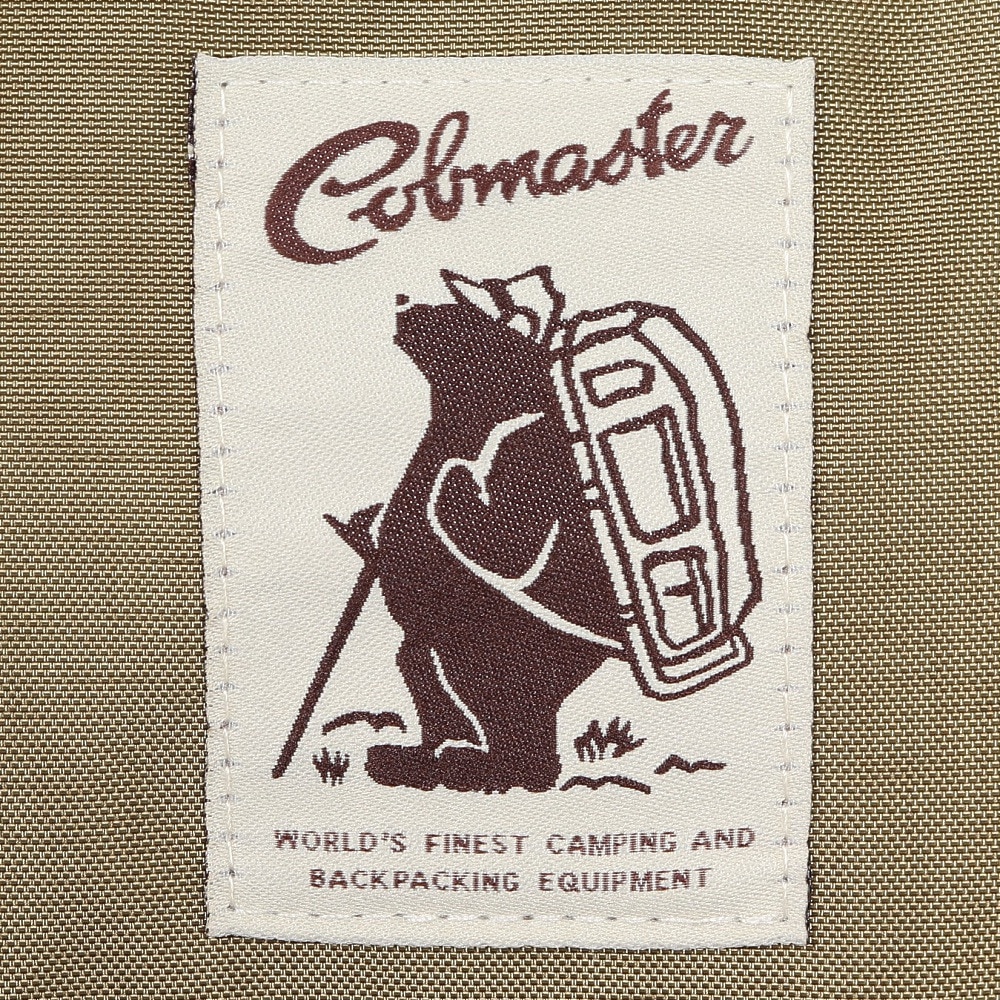 Cobmaster
WORLD'S FINEST CAMPING AND
BACKPACKING EQUIPMENT